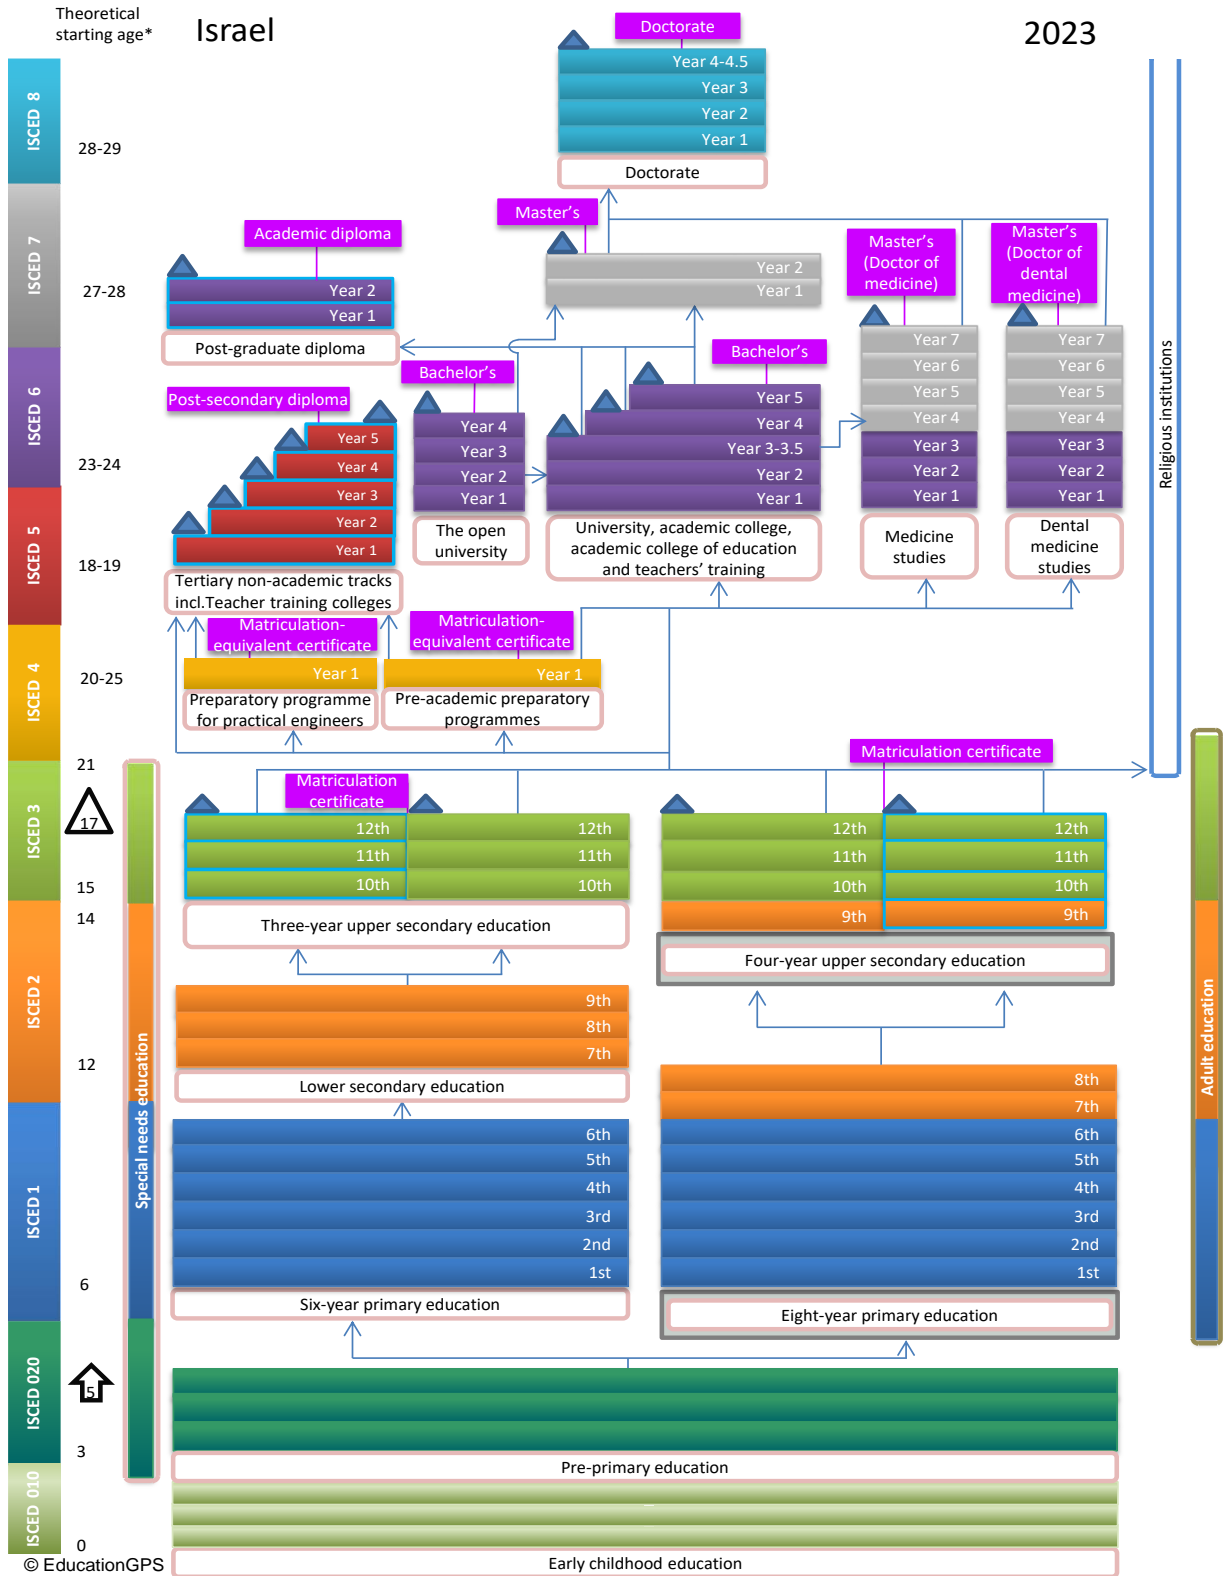 Theoretical
starting age*
Israel
2023
Doctorate
Year 4-4.5
Year 3
Year 2
Year 1
Doctorate
ISCED 8
28-29
Master's
Academic diploma
Year 2
Year 1
Post-graduate diploma
Year 2
Year 1
Master's
(Doctor of
medicine)
Master's
(Doctor of
dental
medicine)
ISCED 7
27-28
Year 7
Year 6
Year 5
Year 4
Year 3
Year 2
Year 1
Medicine
studies
Year 7
Year 6
Year 5
Year 4
Year 3
Year 2
Year 1
Dental
medicine
studies
Religious institutions
ISCED 6
23-24
Post-secondary diploma
Year 5
Year 4
Year 3
Year 2
Year 1
Tertiary non-academic tracks
incl.Teacher training colleges
Bachelor's
Year 4
Year 3
Year 2
Year 1
The open
university
Bachelor's
Year 5
Year 4
Year 3-3.5
Year 2
Year 1
University, academic college,
academic college of education
and teachers' training
ISCED 5
18-19
Matriculation-
equivalent certificate
Year 1
Preparatory programme
for practical engineers
Matriculation-
equivalent certificate
Year 1
Pre-academic preparatory
programmes
ISCED 4
20-25
21
17
15
ISCED 3
Matriculation
certificate
12th
11th
10th
12th
11th
10th
Three-year upper secondary education
Matriculation certificate
12th
11th
10th
9th
12th
11th
10th
9th
Four-year upper secondary education
14
ISCED 2
12
9th
8th
7th
Lower secondary education
8th
7th
6th
5th
4th
3rd
2nd
1st
Eight-year primary education
ISCED 1
6
6th
5th
4th
3rd
2nd
1st
Six-year primary education
Special needs education
Adult education
ISCED 020
5
3
Pre-primary education
ISCED 010
0
Early childhood education
© EducationGPS